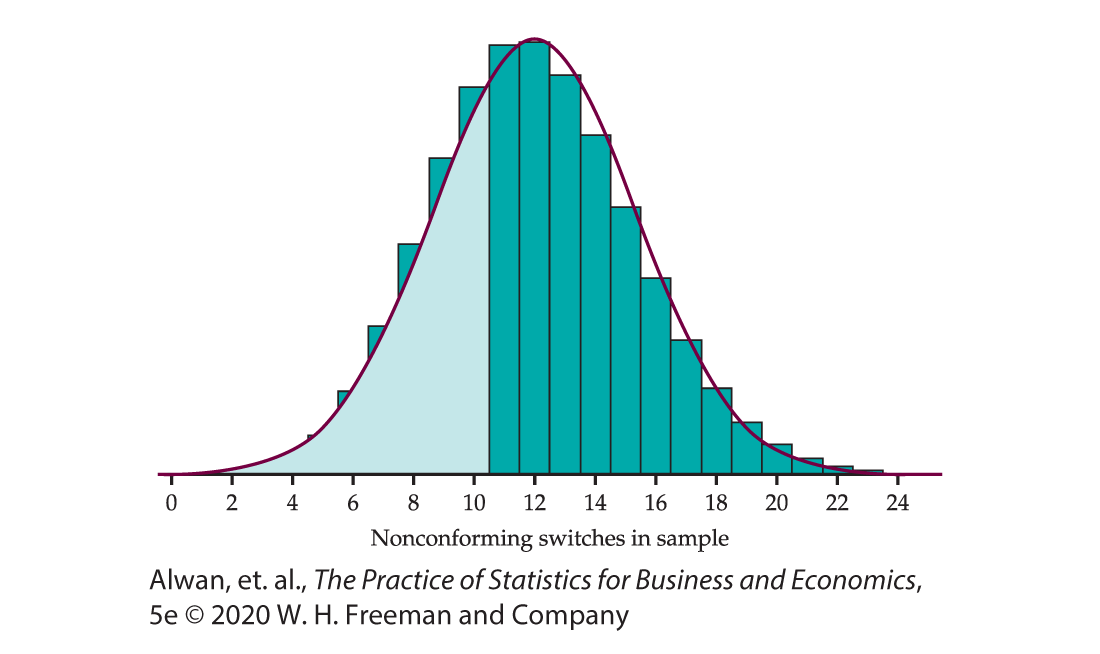 0 2 4 6 8 10 12 14 16 18 20 22 24
Nonconforming switches in sample
Alwan, et. al., The Practice of Statistics for Business and Economics,
5e © 2020 W. H. Freeman and Company